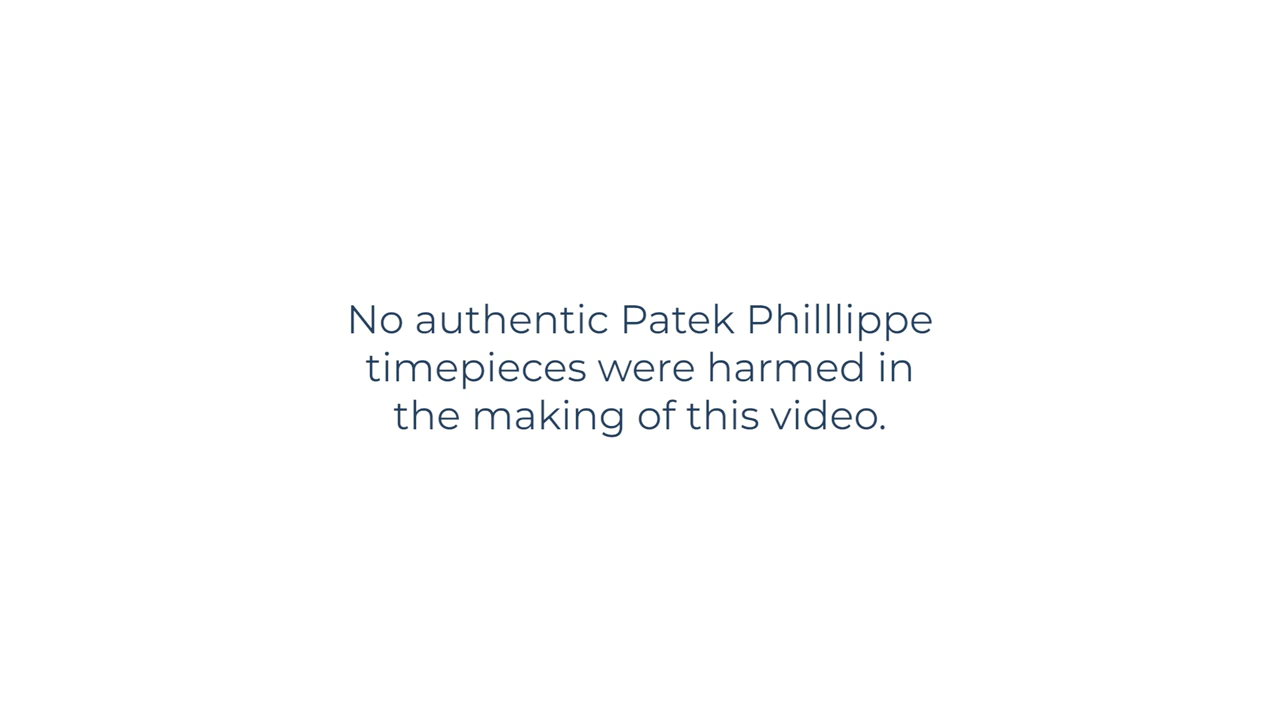 No authentic Patek Philllippe
timepieces were harmed in
the making of this video.